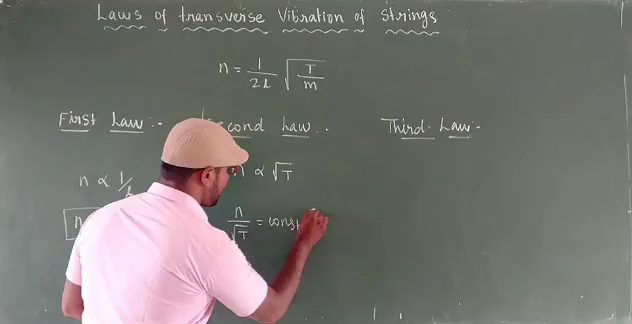 Laws of transverse Vibration of Strings
n = 1/2l √T/m
First Law :-
n ∝ 1/l
n
Second Law :-
n ∝ √T
n/√T = const
Third Law :-